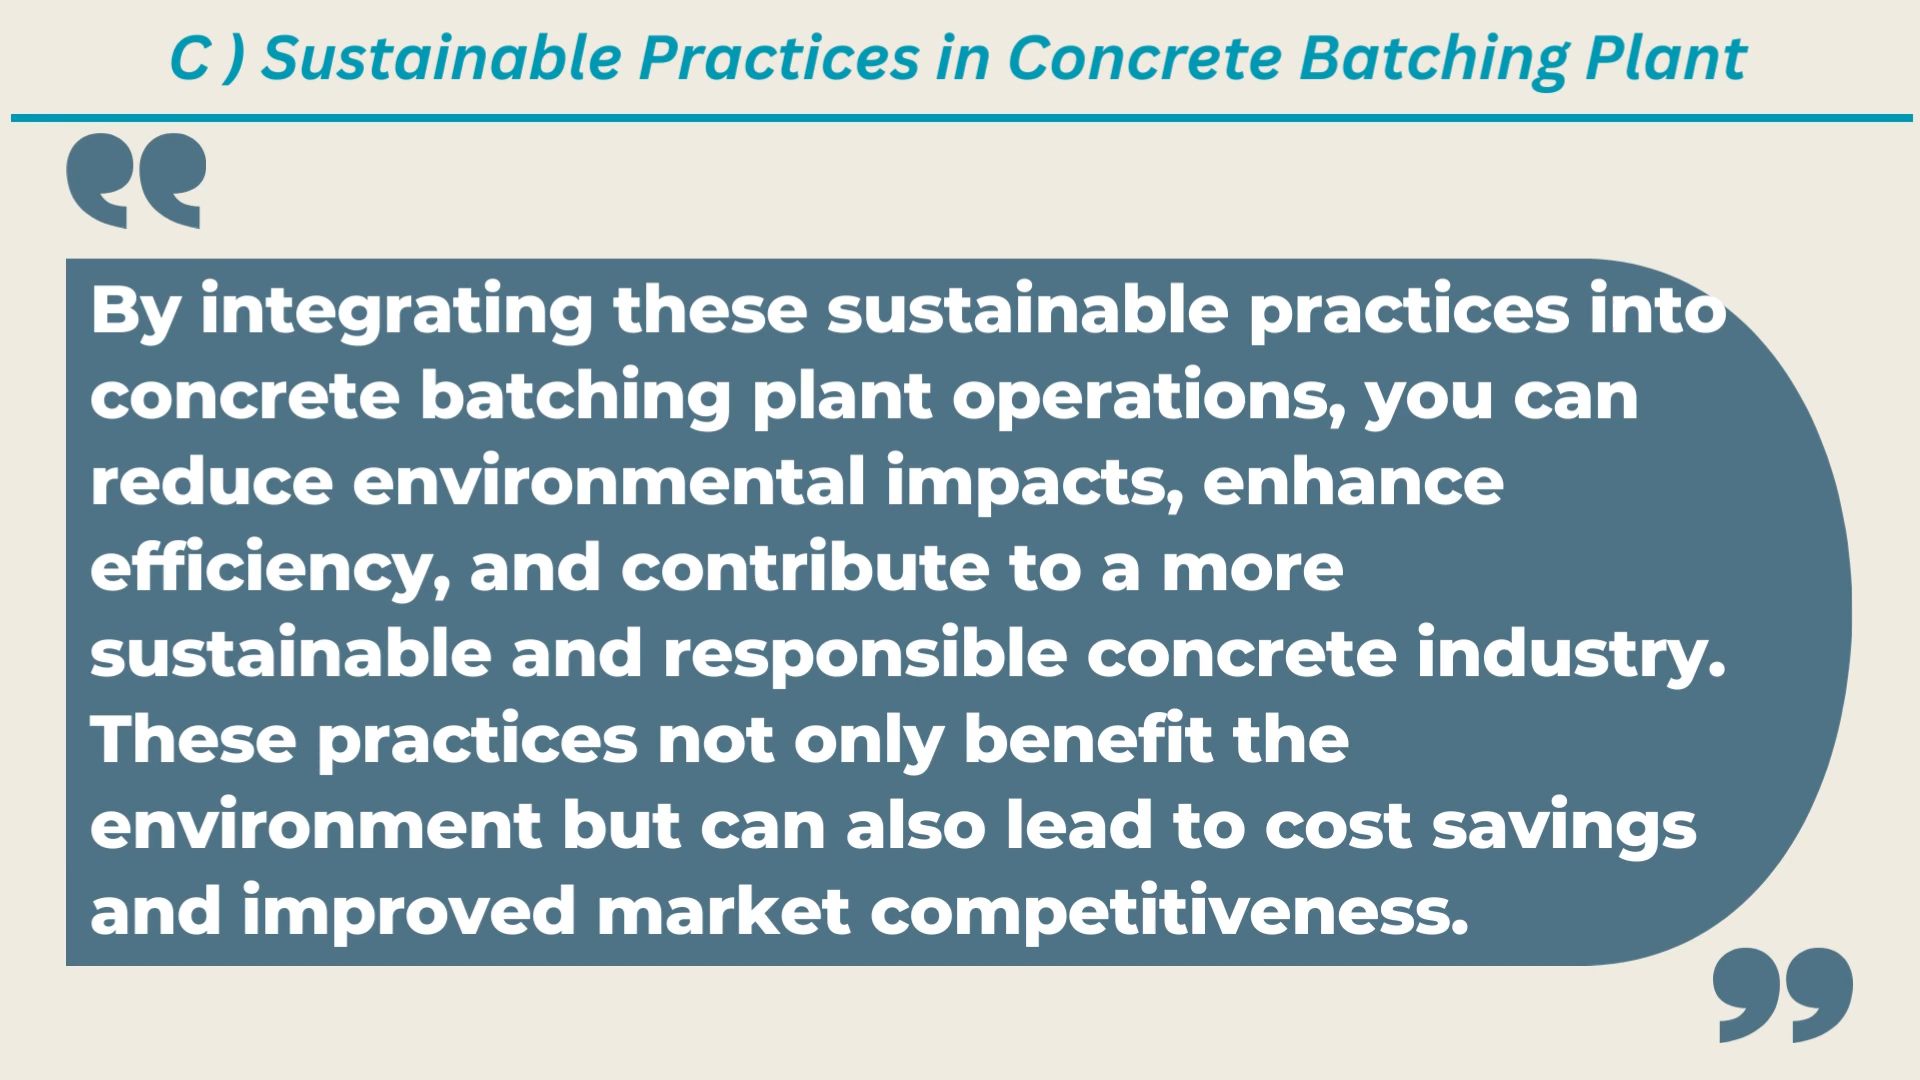 C ) Sustainable Practices in Concrete Batching Plant
By integrating these sustainable practices into
concrete batching plant operations, you can
reduce environmental impacts, enhance
efficiency, and contribute to a more
sustainable and responsible concrete industry.
These practices not only benefit the
environment but can also lead to cost savings
and improved market competitiveness.